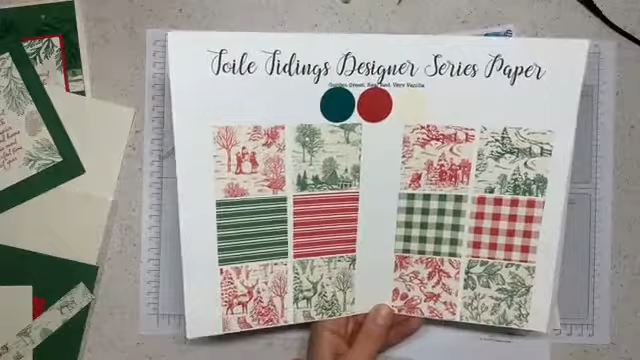 Toile Tidings Designer Series Paper
Garden Green, Real Red, Very Vanilla